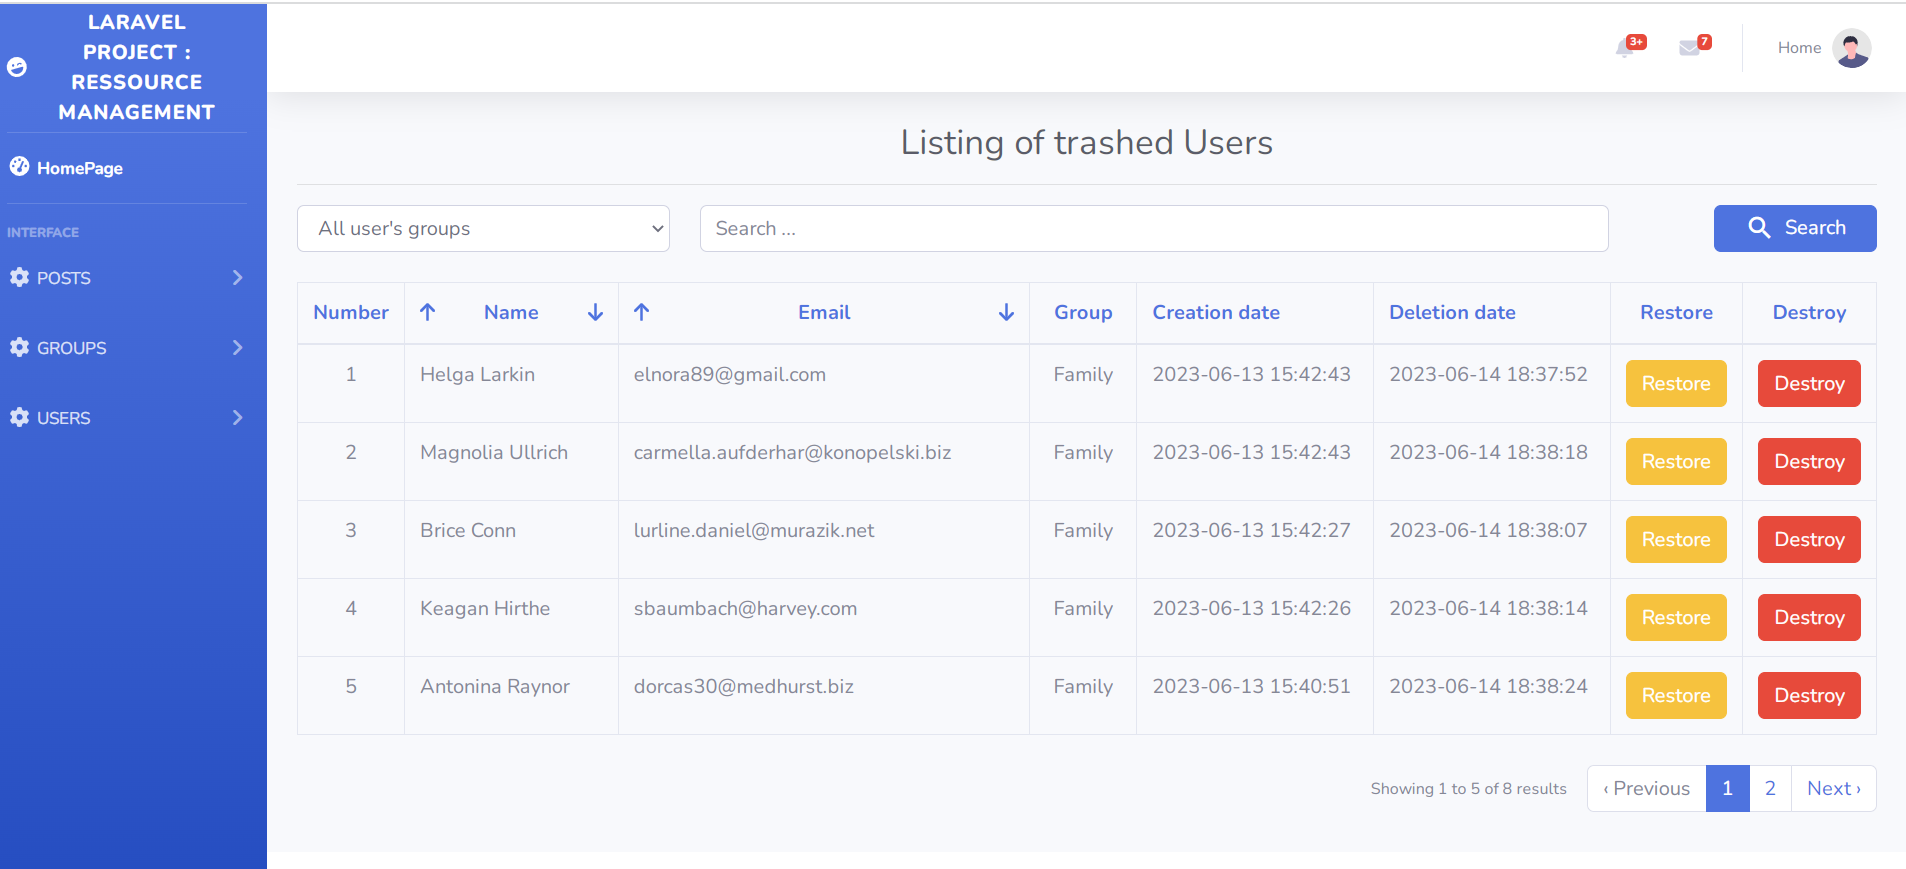 LARAVEL
PROJECT :
RESSOURCE
MANAGEMENT
HomePage
INTERFACE
POSTS
GROUPS
USERS
3+
7
Home
Listing of trashed Users
All user's groups
Search ...
Search
Number Name Email Group Creation date Deletion date Restore Destroy
1 Helga Larkin elnora89@gmail.com Family 2023-06-13 15:42:43 2023-06-14 18:37:52 Restore Destroy
2 Magnolia Ullrich carmella.aufderhar@konopelski.biz Family 2023-06-13 15:42:43 2023-06-14 18:38:18 Restore Destroy
3 Brice Conn lurline.daniel@murazik.net Family 2023-06-13 15:42:27 2023-06-14 18:38:07 Restore Destroy
4 Keagan Hirthe sbaumbach@harvey.com Family 2023-06-13 15:42:26 2023-06-14 18:38:14 Restore Destroy
5 Antonina Raynor dorcas30@medhurst.biz Family 2023-06-13 15:40:51 2023-06-14 18:38:24 Restore Destroy
Showing 1 to 5 of 8 results ‹ Previous 1 2 Next ›